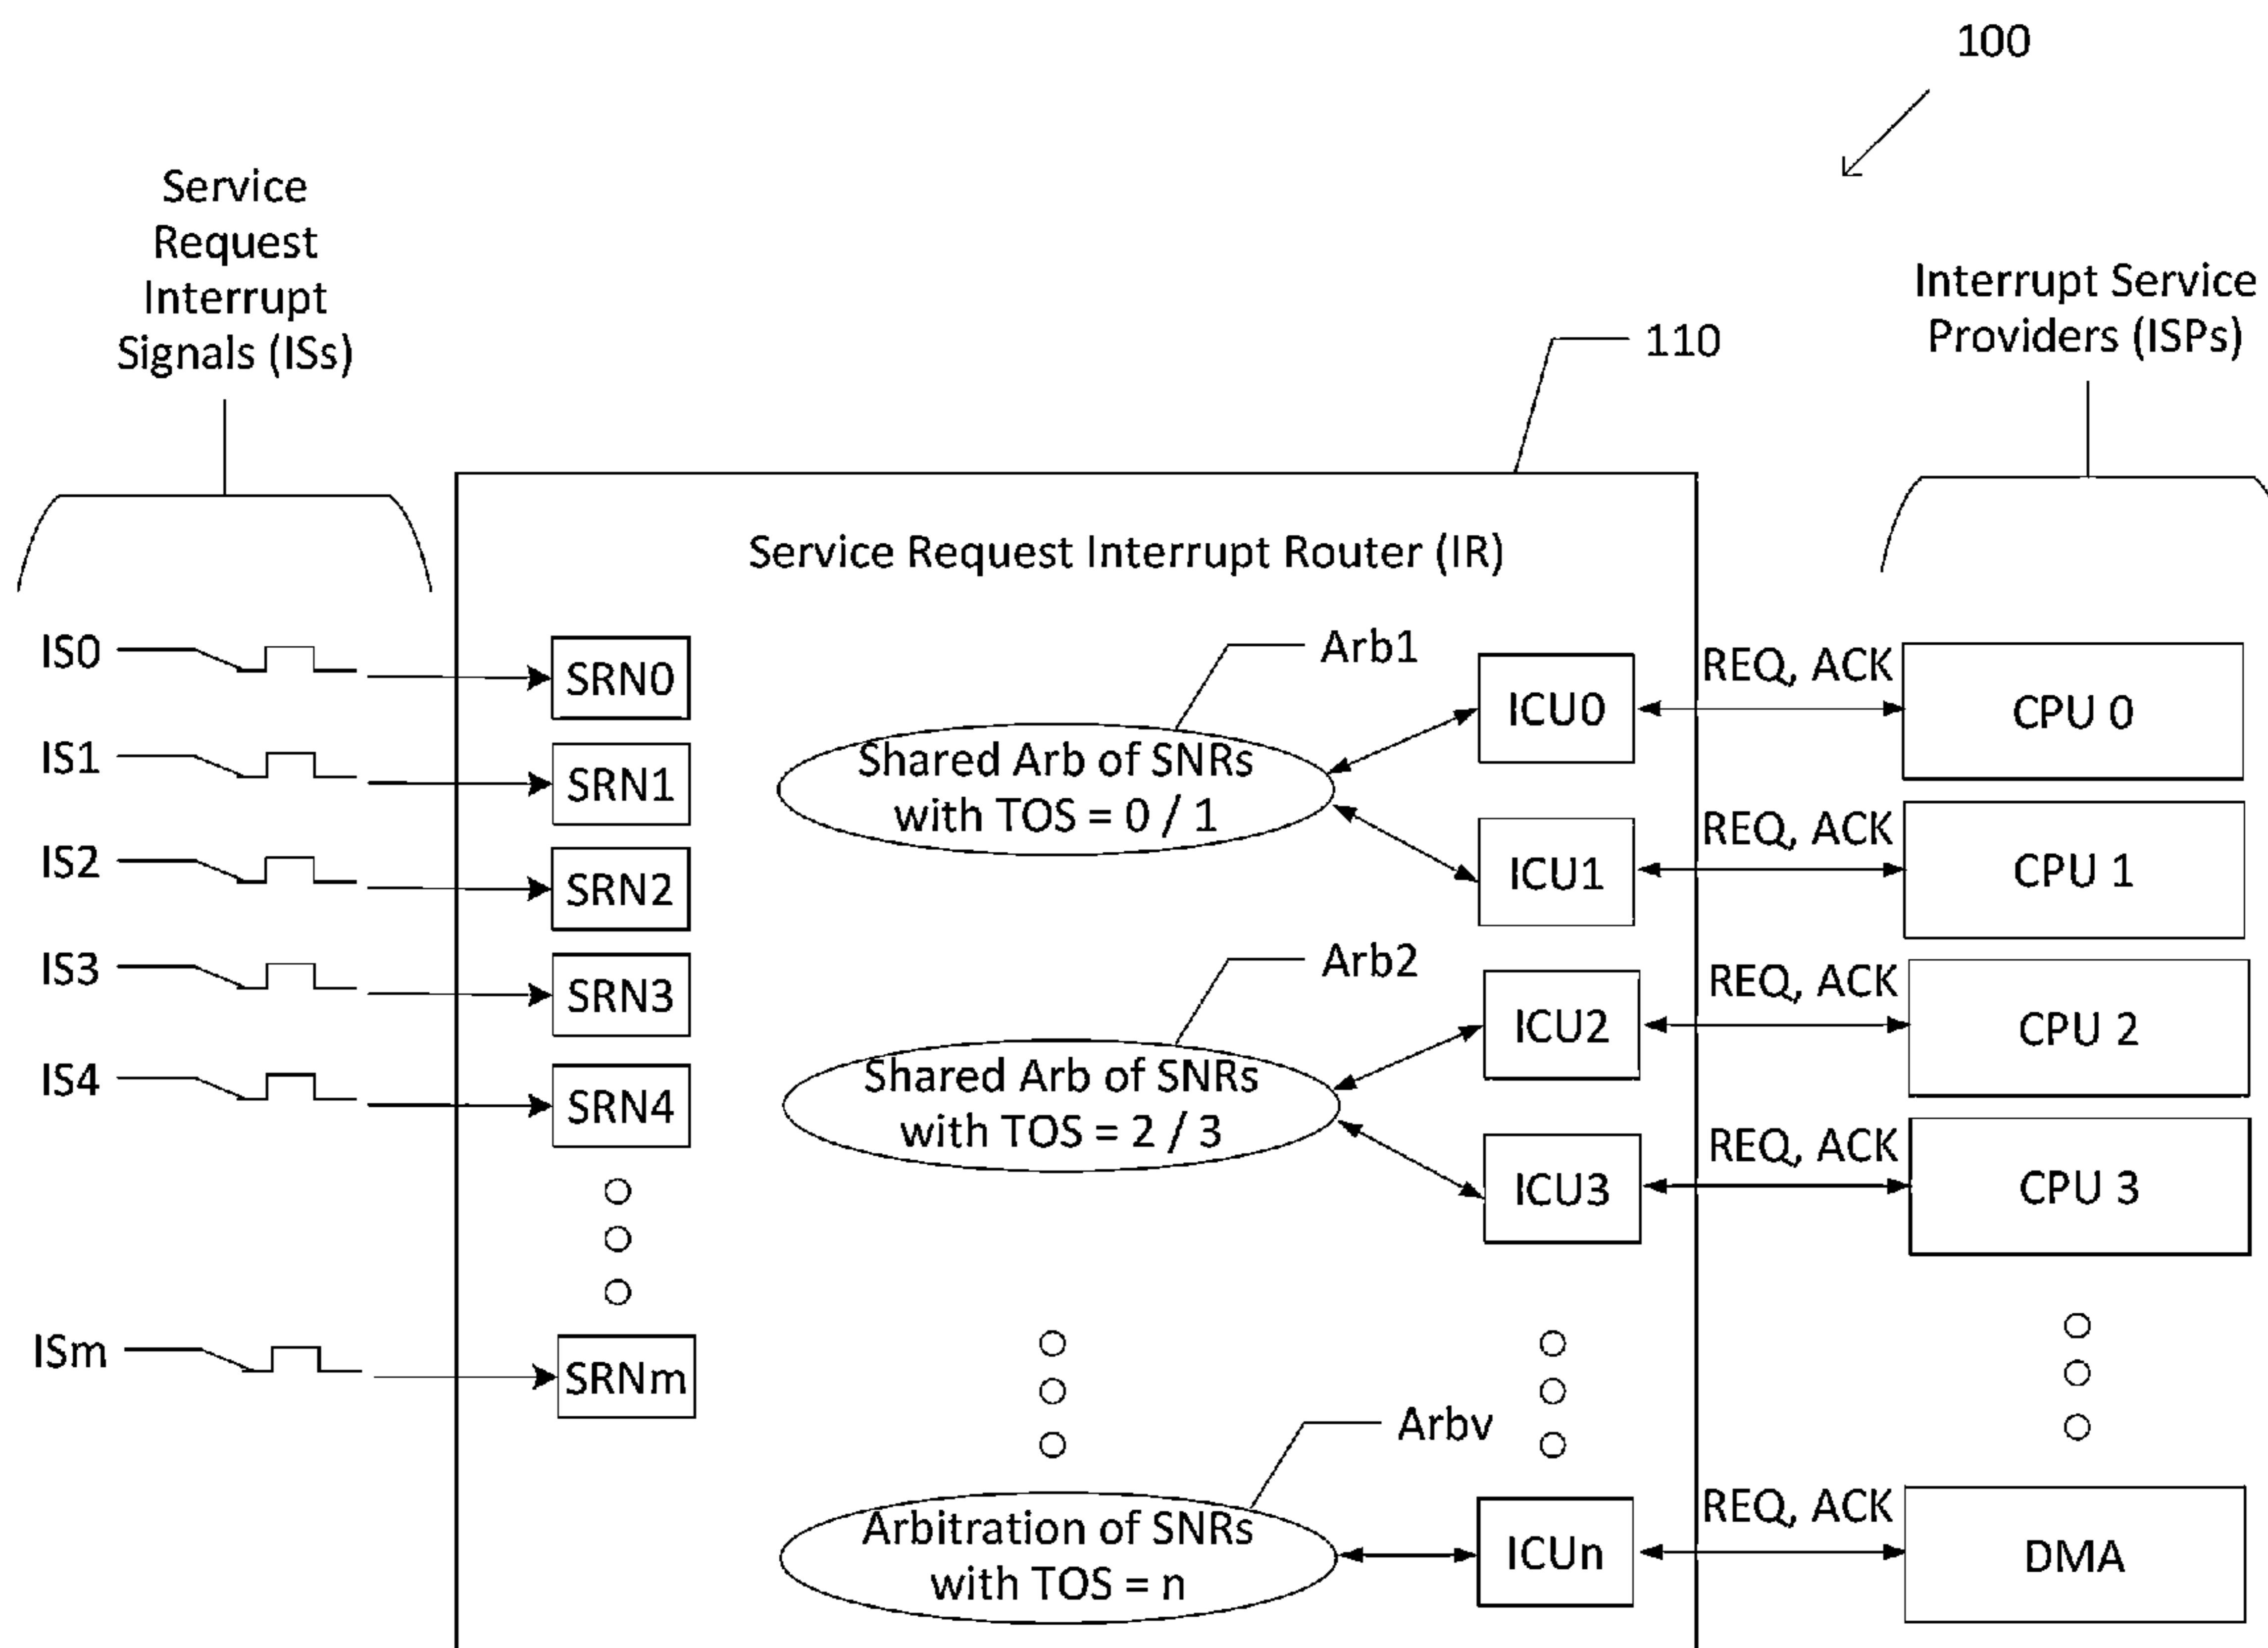 100
Service
Request
Interrupt
Signals (ISs)
Interrupt Service
Providers (ISPs)
110
Service Request Interrupt Router (IR)
IS0
SRN0
Arb1
ICU0
REQ, ACK
CPU 0
IS1
SRN1
Shared Arb of SNRs
with TOS = 0 / 1
IS2
SRN2
ICU1
REQ, ACK
CPU 1
IS3
SRN3
Arb2
ICU2
REQ, ACK
CPU 2
IS4
SRN4
Shared Arb of SNRs
with TOS = 2 / 3
ICU3
REQ, ACK
CPU 3
ISm
SRNm
Arbv
Arbitration of SNRs
with TOS = n
ICUn
REQ, ACK
DMA